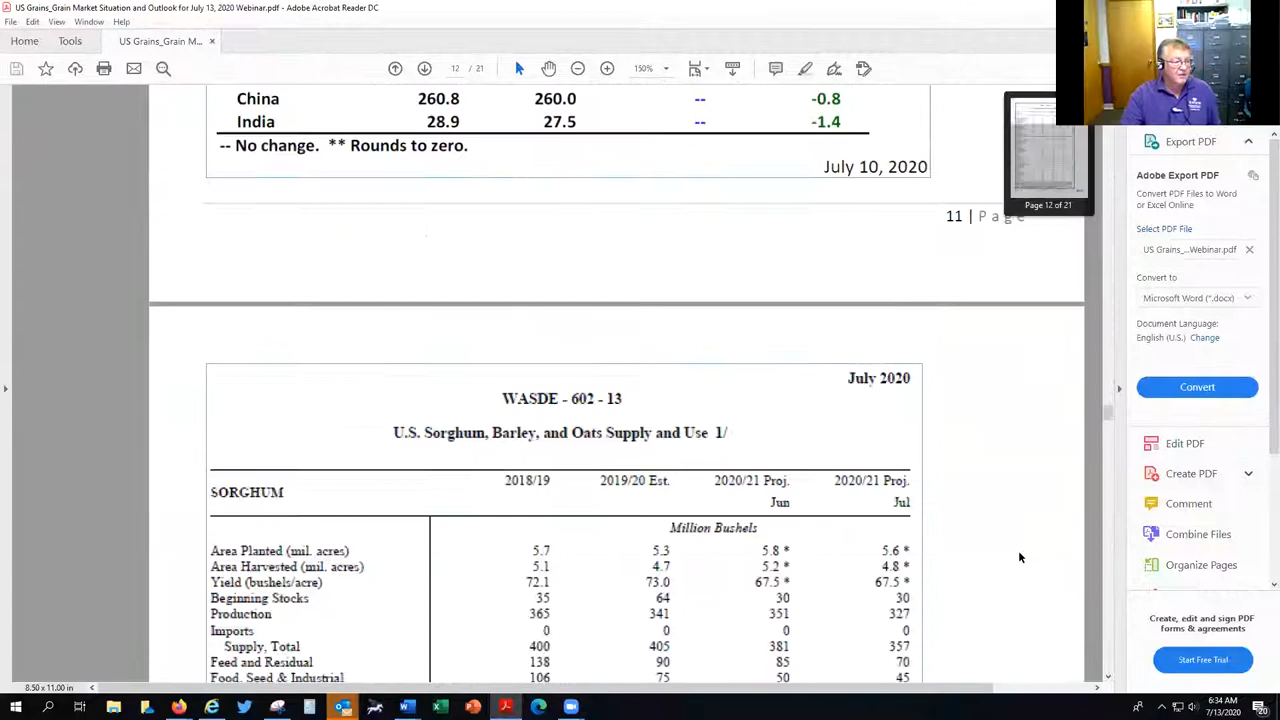 US Grains_Grain Market Situation and Outlook for July 13, 2020 Webinar.pdf - Adobe Acrobat Reader DC
File Edit View Window Help
Home Tools US Grains_Grain M... ×
12 / 21 150%
China 260.8 260.0 -- -0.8
India 28.9 27.5 -- -1.4
-- No change. ** Rounds to zero.
July 10, 2020
11 | Page
Page 12 of 21
July 2020
WASDE - 602 - 13
U.S. Sorghum, Barley, and Oats Supply and Use 1/
SORGHUM 2018/19 2019/20 Est. 2020/21 Proj. 2020/21 Proj.
Jun Jul
Million Bushels
Area Planted (mil. acres) 5.7 5.3 5.8 * 5.6 *
Area Harvested (mil. acres) 5.1 4.7 5.2 * 4.8 *
Yield (bushels/acre) 72.1 73.0 67.5 * 67.5 *
Beginning Stocks 35 64 30 30
Production 365 341 351 327
Imports 0 0 0 0
Supply, Total 400 405 381 357
Feed and Residual 138 90 85 70
Food, Seed & Industrial 106 75 50 45
8.50 x 11.00 in
Export PDF
Adobe Export PDF
Convert PDF Files to Word
or Excel Online
Select PDF File
US Grains_...Webinar.pdf ×
Convert to
Microsoft Word (*.docx)
Document Language:
English (U.S.) Change
Convert
Edit PDF
Create PDF
Comment
Combine Files
Organize Pages
Create, edit and sign PDF
forms & agreements
Start Free Trial
6:34 AM
7/13/2020
20